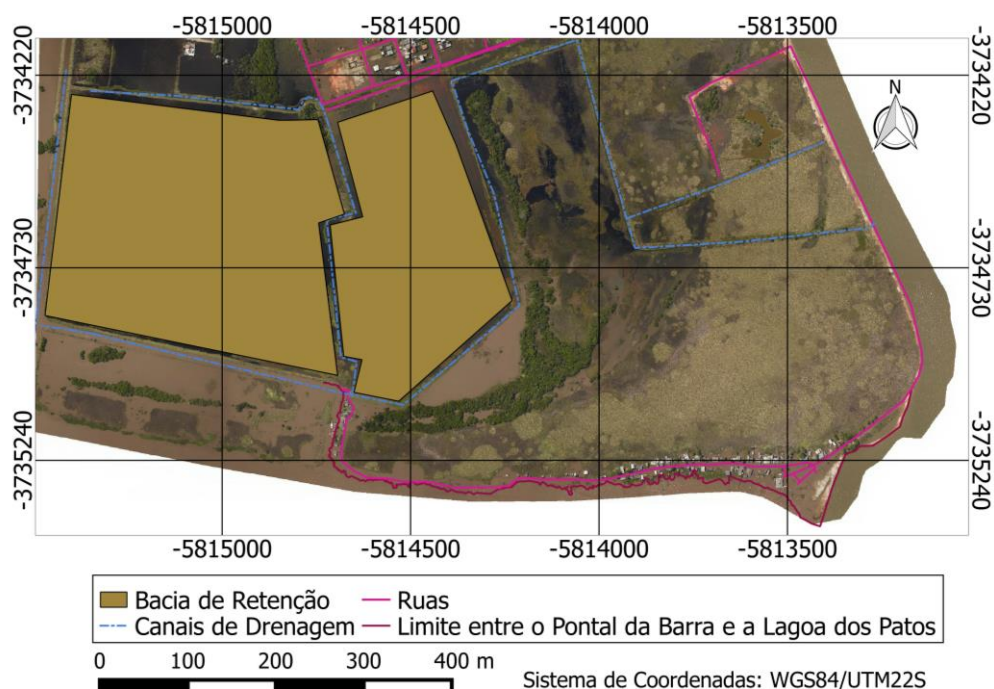 -5815000 -5814500 -5814000 -5813500
-3734220 -3734220
N
-3734730 -3734730
-3735240 -3735240
-5815000 -5814500 -5814000 -5813500
Bacia de Retenção Ruas
Canais de Drenagem Limite entre o Pontal da Barra e a Lagoa dos Patos
0 100 200 300 400 m
Sistema de Coordenadas: WGS84/UTM22S